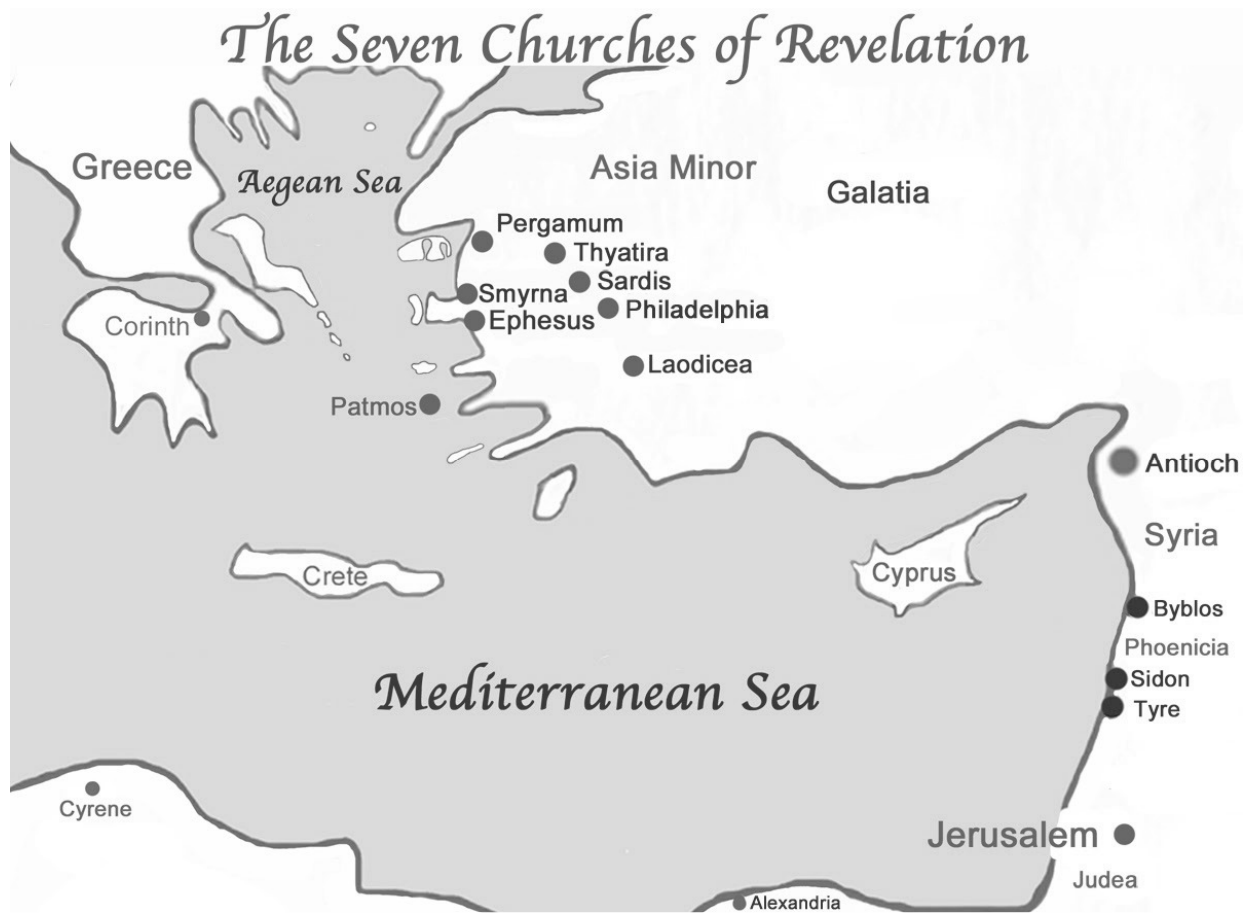 The Seven Churches of Revelation
Greece
Aegean Sea
Asia Minor
Galatia
Pergamum
Thyatira
Sardis
Smyrna
Philadelphia
Ephesus
Corinth
Laodicea
Patmos
Antioch
Syria
Crete
Cyprus
Byblos
Phoenicia
Mediterranean Sea
Sidon
Tyre
Cyrene
Jerusalem
Judea
Alexandria